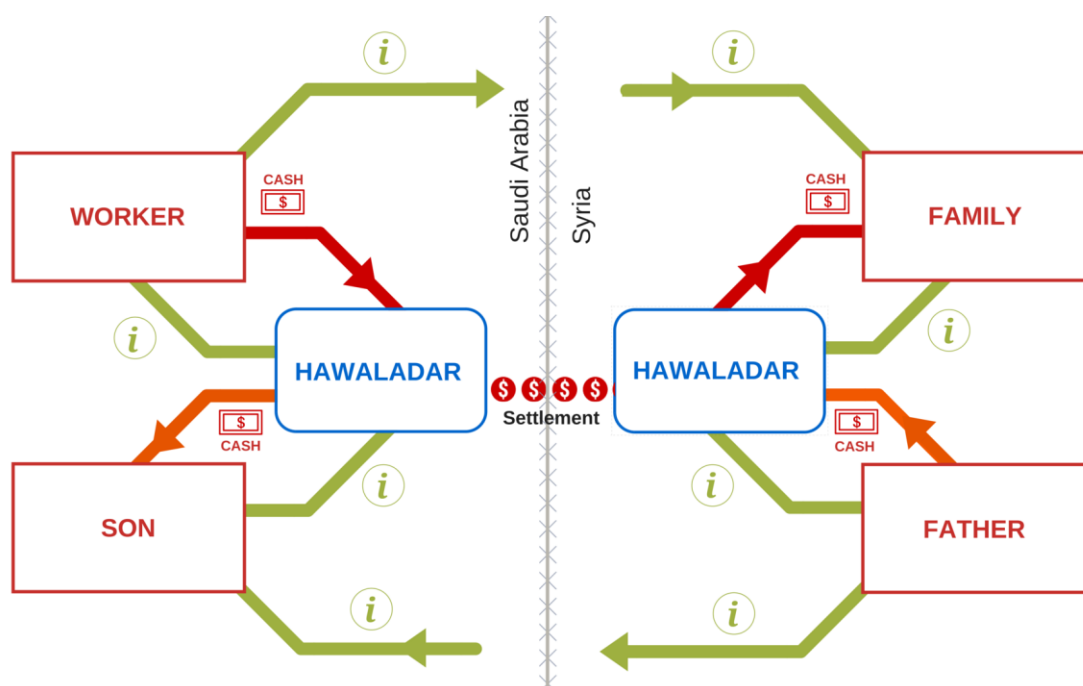 i
i
CASH
$
WORKER
Saudi Arabia
Syria
CASH
$
FAMILY
i
HAWALADAR
HAWALADAR
i
$ $ $ $
Settlement
$
CASH
$
CASH
i
i
SON
FATHER
i
i